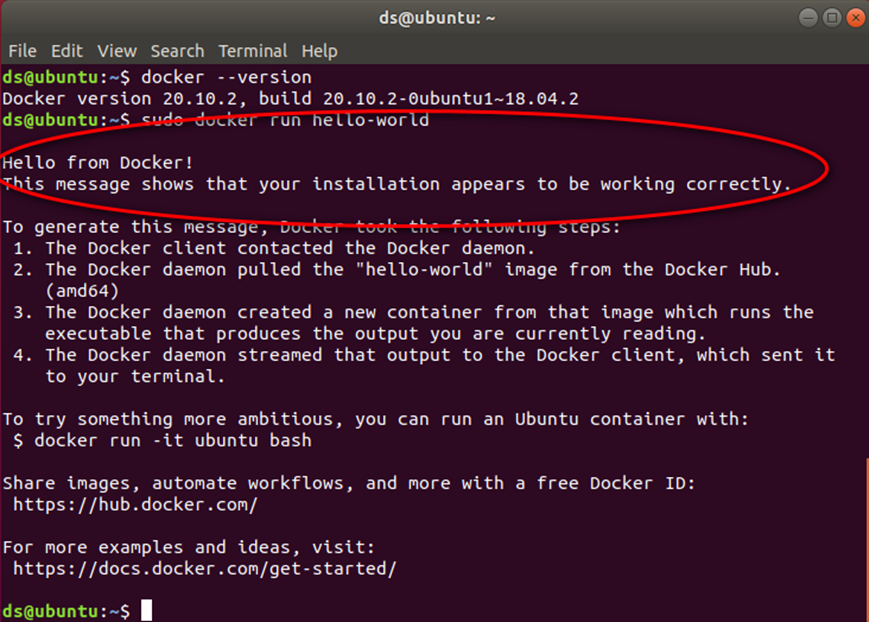 ds@ubuntu: ~
File Edit View Search Terminal Help
ds@ubuntu:~$ docker --version
Docker version 20.10.2, build 20.10.2-0ubuntu1~18.04.2
ds@ubuntu:~$ sudo docker run hello-world
Hello from Docker!
This message shows that your installation appears to be working correctly.
To generate this message, Docker took the following steps:
1. The Docker client contacted the Docker daemon.
2. The Docker daemon pulled the "hello-world" image from the Docker Hub.
(amd64)
3. The Docker daemon created a new container from that image which runs the
executable that produces the output you are currently reading.
4. The Docker daemon streamed that output to the Docker client, which sent it
to your terminal.
To try something more ambitious, you can run an Ubuntu container with:
$ docker run -it ubuntu bash
Share images, automate workflows, and more with a free Docker ID:
https://hub.docker.com/
For more examples and ideas, visit:
https://docs.docker.com/get-started/
ds@ubuntu:~$